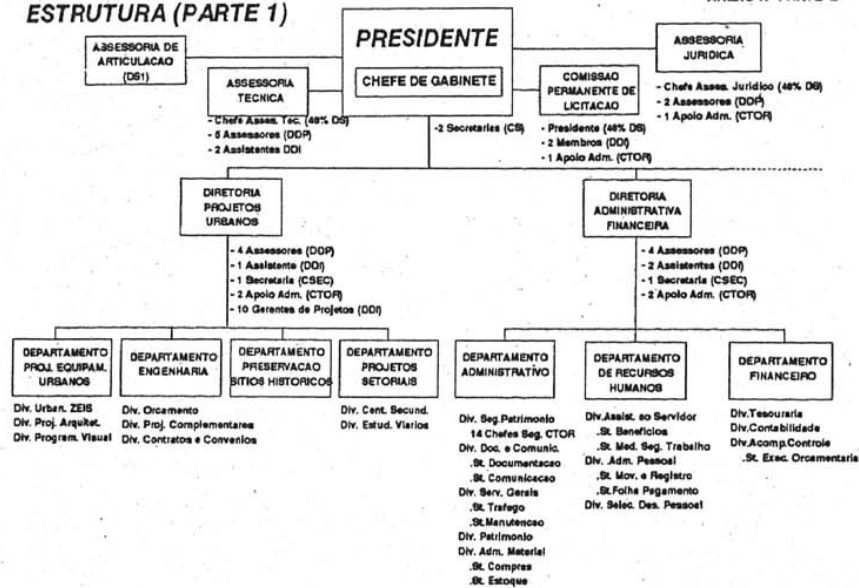 ESTRUTURA (PARTE 1)
PRESIDENTE
CHEFE DE GABINETE
ASSESSORIA DE
ARTICULACAO
(DS1)
ASSESSORIA
TECNICA
- Chefe Asses. Tec. (46% DS)
- 5 Assessores (DDP)
- 2 Assistentes DDI
-2 Secretarias (CS)
COMISSAO
PERMANENTE DE
LICITACAO
- Presidente (46% DS)
- 2 Membros (DDI)
- 1 Apoio Adm. (CTOR)
ASSESSORIA
JURIDICA
- Chefe Asses. Juridico (46% DS)
- 2 Assessores (DDP)
- 1 Apoio Adm. (CTOR)
DIRETORIA
PROJETOS
URBANOS
- 4 Assessores (DDP)
- 1 Assistente (DDI)
- 1 Secretaria (CSEC)
- 2 Apoio Adm. (CTOR)
- 10 Gerentes de Projetos (DDI)
DIRETORIA
ADMINISTRATIVA
FINANCEIRA
- 4 Assessores (DDP)
- 2 Assistentes (DDI)
- 1 Secretaria (CSEC)
- 2 Apoio Adm. (CTOR)
DEPARTAMENTO
PROJ. EQUIPAM.
URBANOS
Div. Urban. ZEIS
Div. Proj. Arquitet.
Div. Program. Visual
DEPARTAMENTO
ENGENHARIA
Div. Orcamento
Div. Proj. Complementares
Div. Contratos e Convenios
DEPARTAMENTO
PRESERVACAO
SITIOS HISTORICOS
DEPARTAMENTO
PROJETOS
SETORIAIS
Div. Cent. Secund.
Div. Estud. Viarios
DEPARTAMENTO
ADMINISTRATIVO
Div. Seg.Patrimonio
14 Chefes Seg. CTOR
Div. Doc. e Comunic.
.St. Documentacao
.St. Comunicacao
Div. Serv. Gerais
.St. Trafego
.St.Manutencao
Div. Patrimonio
Div. Adm. Material
.St. Compras
.St. Estoque
DEPARTAMENTO
DE RECURSOS
HUMANOS
Div.Assist. ao Servidor
.St. Beneficios
.St. Med. Seg. Trabalho
Div. Adm. Pessoal
.St. Mov. e Registro
.St.Folha Pagamento
Div. Selec. Des. Pessoal
DEPARTAMENTO
FINANCEIRO
Div.Tesouraria
Div.Contabilidade
Div.Acomp.Controle
.St. Exec. Orcamentaria